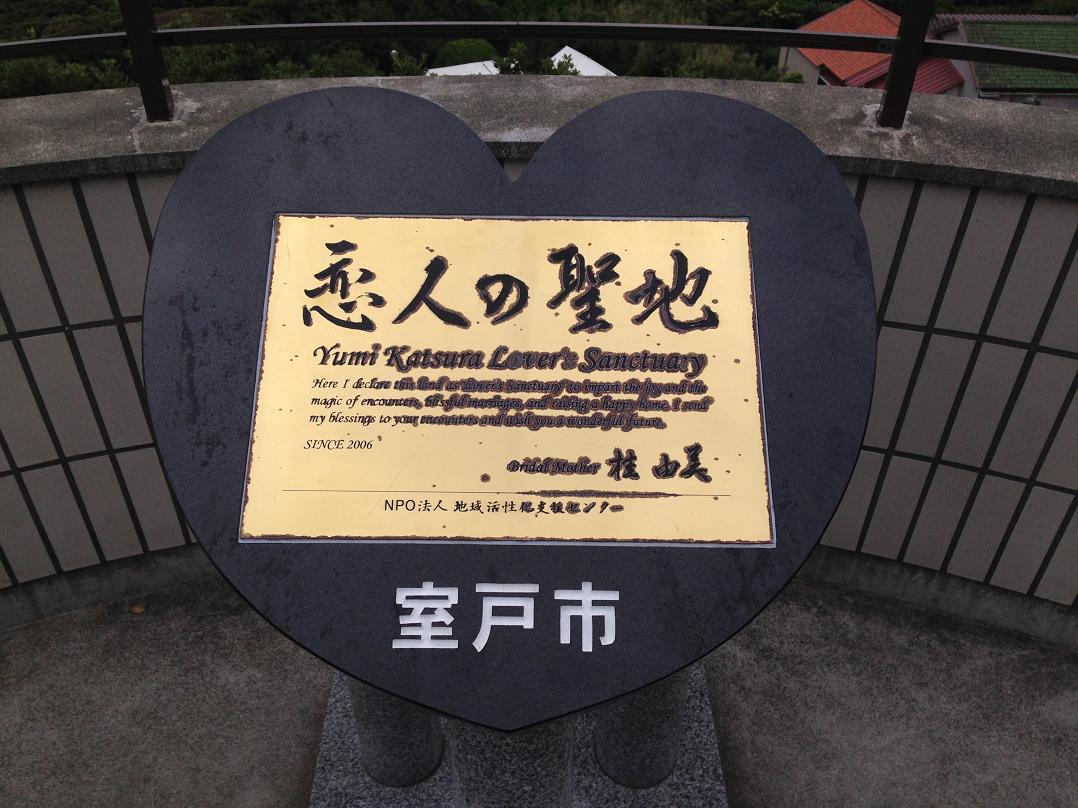 恋人の聖地
Yumi Katsura Lover's Sanctuary
Here I declare this land as "Lover's Sanctuary" to impart the joy and the
magic of encounters, blissful marriages, and raising a happy home. I send
my blessings to your encounters and wish you a wonderful future.
SINCE 2006
Bridal Mother 桂 由美
NPO法人 地域活性化支援センター
室戸市